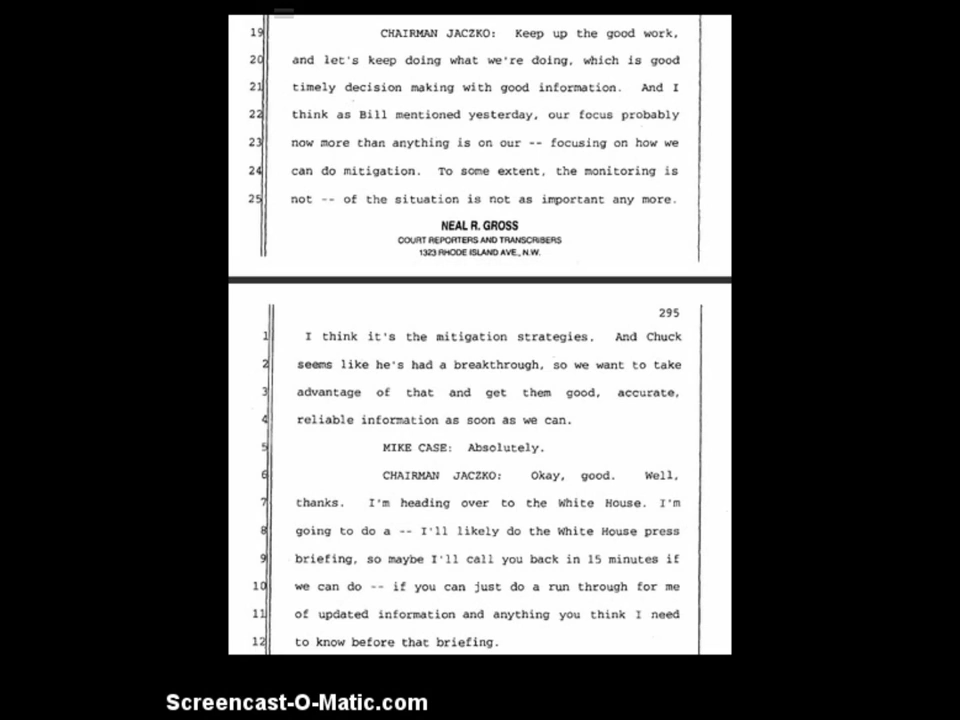 19 CHAIRMAN JACZKO: Keep up the good work,
20 and let's keep doing what we're doing, which is good
21 timely decision making with good information. And I
22 think as Bill mentioned yesterday, our focus probably
23 now more than anything is on our -- focusing on how we
24 can do mitigation. To some extent, the monitoring is
25 not -- of the situation is not as important any more.
NEAL R. GROSS
COURT REPORTERS AND TRANSCRIBERS
1323 RHODE ISLAND AVE., N.W.
295
1 I think it's the mitigation strategies. And Chuck
2 seems like he's had a breakthrough, so we want to take
3 advantage of that and get them good, accurate,
4 reliable information as soon as we can.
5 MIKE CASE: Absolutely.
6 CHAIRMAN JACZKO: Okay, good. Well,
7 thanks. I'm heading over to the White House. I'm
8 going to do a -- I'll likely do the White House press
9 briefing, so maybe I'll call you back in 15 minutes if
10 we can do -- if you can just do a run through for me
11 of updated information and anything you think I need
12 to know before that briefing.
Screencast-O-Matic.com